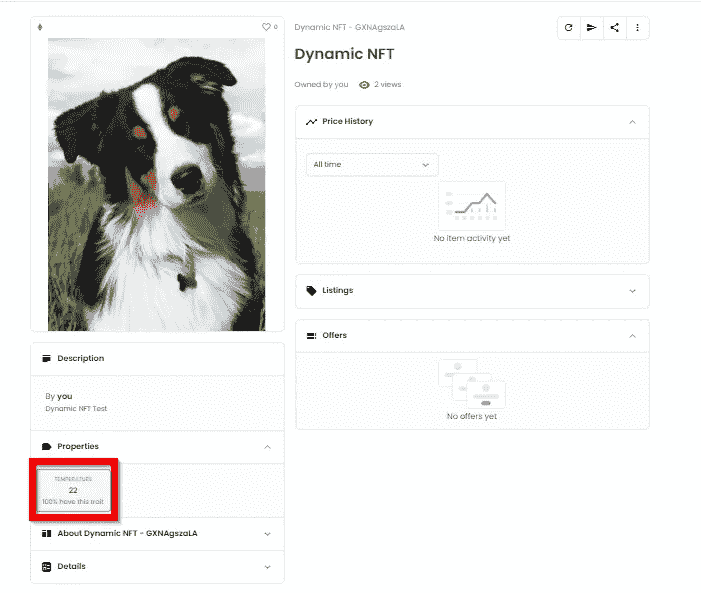 0
Dynamic NFT - GXNAgszaLA
Dynamic NFT
Owned by you 2 views
Price History
All time
No item activity yet
Listings
Offers
No offers yet
Description
By you
Dynamic NFT Test
Properties
22
100% have this trait
About Dynamic NFT - GXNAgszaLA
Details